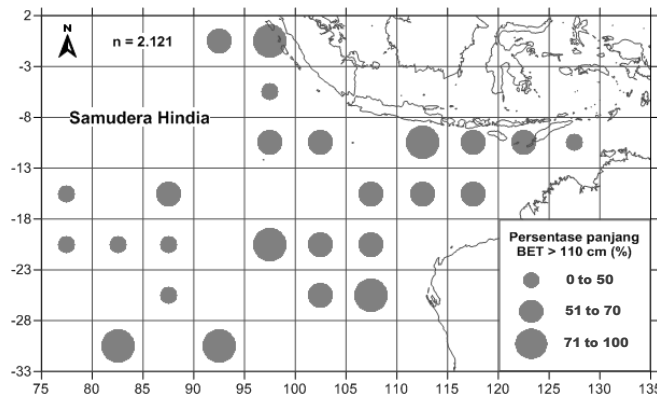 2
-3
-8
-13
-18
-23
-28
-33
N
n = 2.121
Samudera Hindia
Persentase panjang
BET > 110 cm (%)
0 to 50
51 to 70
71 to 100
75 80 85 90 95 100 105 110 115 120 125 130 135